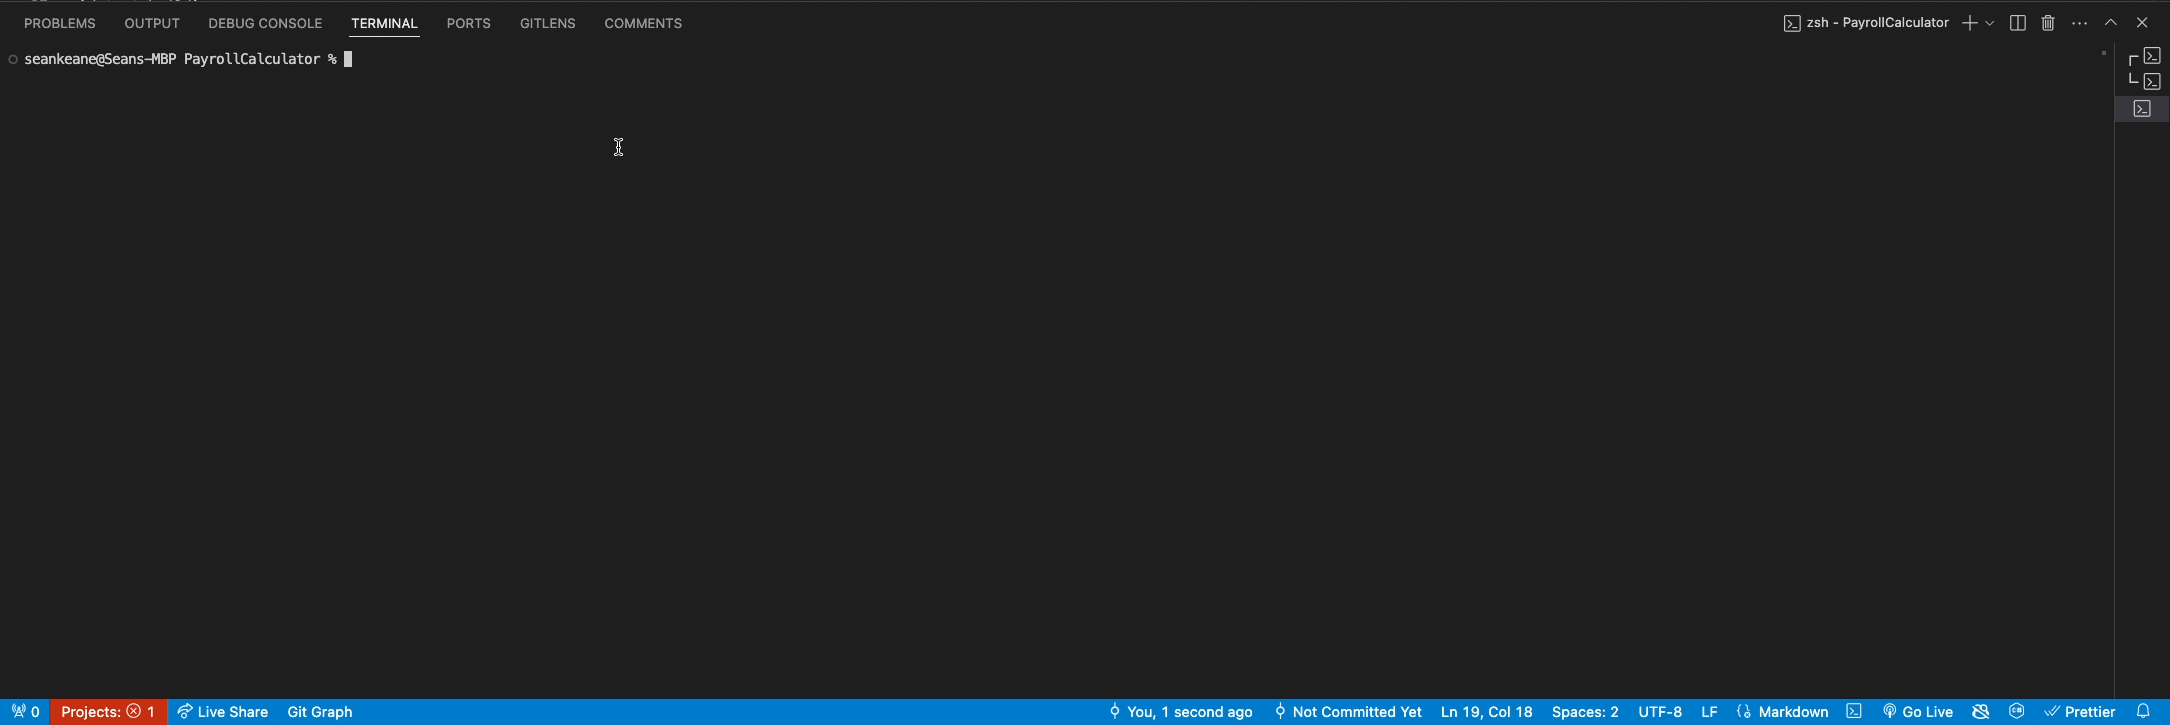 PROBLEMS OUTPUT DEBUG CONSOLE TERMINAL PORTS GITLENS COMMENTS zsh - PayrollCalculator
seankeane@Seans-MBP PayrollCalculator %
0 Projects: 1 Live Share Git Graph You, 1 second ago Not Committed Yet Ln 19, Col 18 Spaces: 2 UTF-8 LF Markdown Go Live Prettier